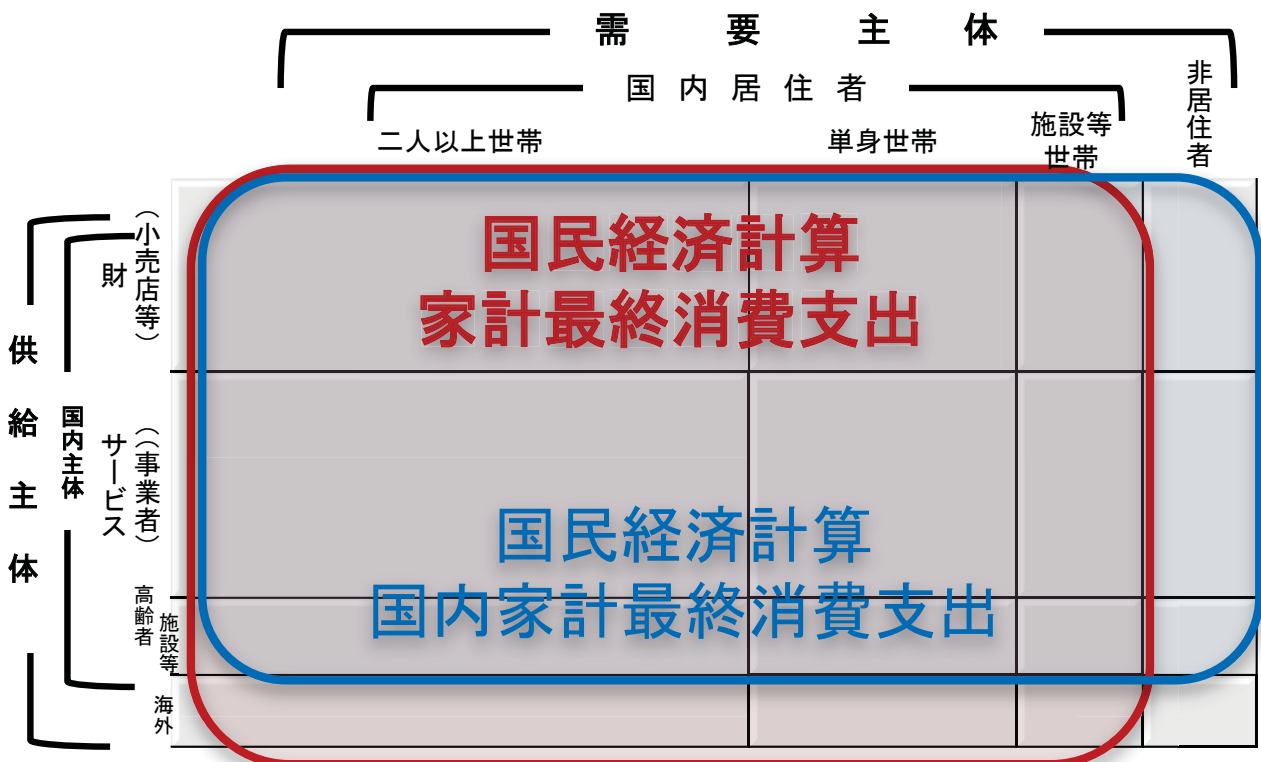 需要主体
国内居住者
非居住者
二人以上世帯
単身世帯
施設等
世帯
国民経済計算
家計最終消費支出
国民経済計算
国内家計最終消費支出
供給主体
国内主体
財
（小売店等）
サービス
（（事業者）
高齢者
施設等
海外